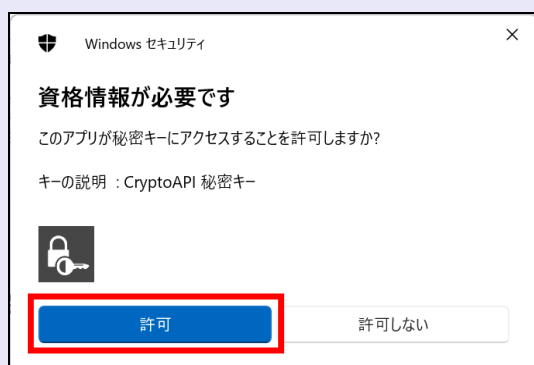 Windows セキュリティ
資格情報が必要です
このアプリが秘密キーにアクセスすることを許可しますか?
キーの説明 : CryptoAPI 秘密キー
許可
許可しない